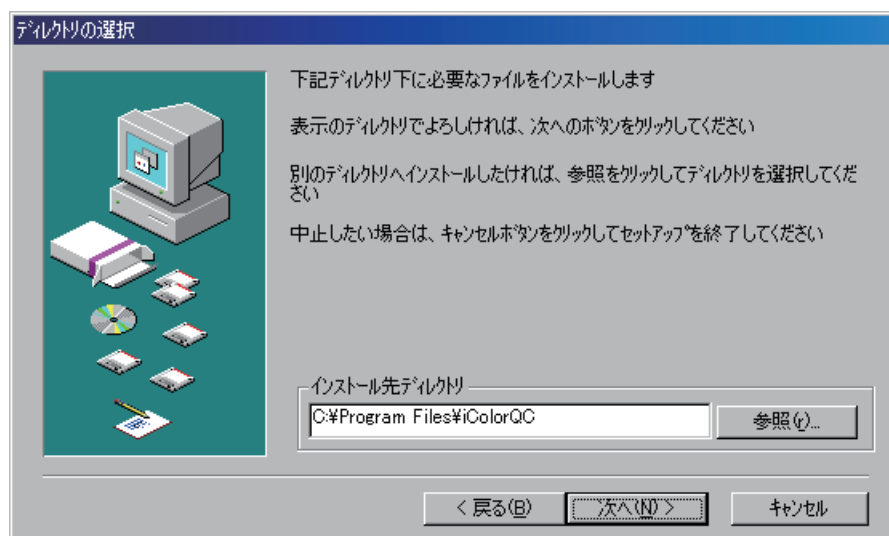 ディレクトリの選択
下記ディレクトリ下に必要なファイルをインストールします
表示のディレクトリでよろしければ、次へのボタンをクリックしてください
別のディレクトリへインストールしたければ、参照をクリックしてディレクトリを選択してくだ
さい
中止したい場合は、キャンセルボタンをクリックしてセットアップを終了してください
インストール先ディレクトリ
C:¥Program Files¥iColorQC
参照(r)...
< 戻る(B)
次へ(N) >
キャンセル